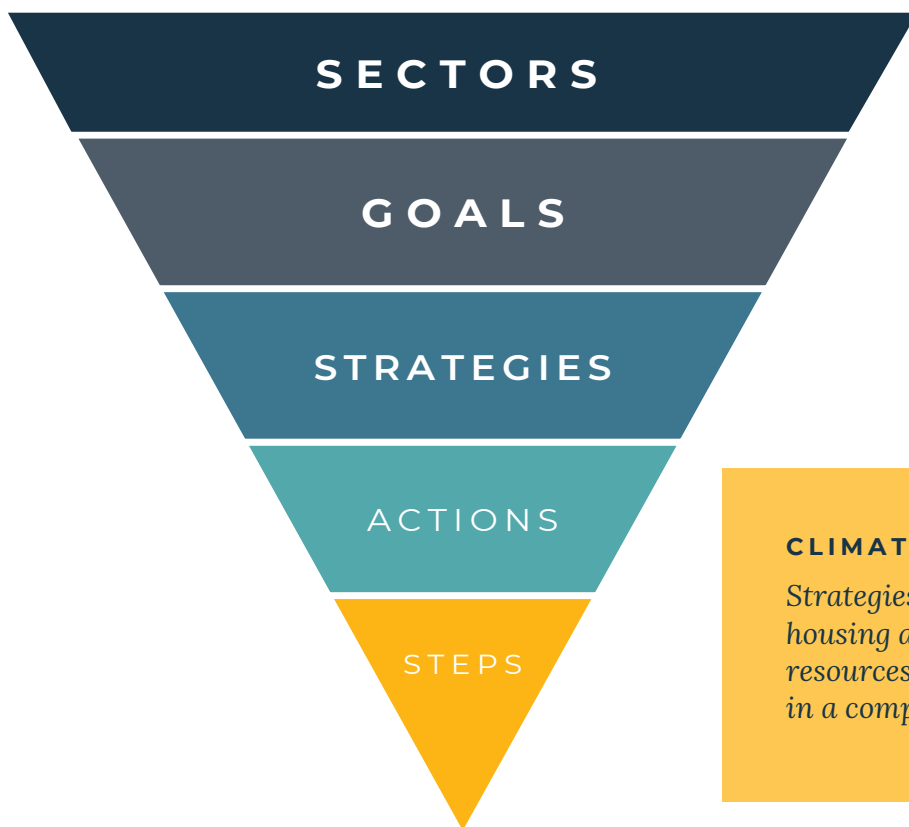 SECTORS
GOALS
STRATEGIES
ACTIONS
STEPS
CLIMAT
Strategies
housing
resources
in a comp